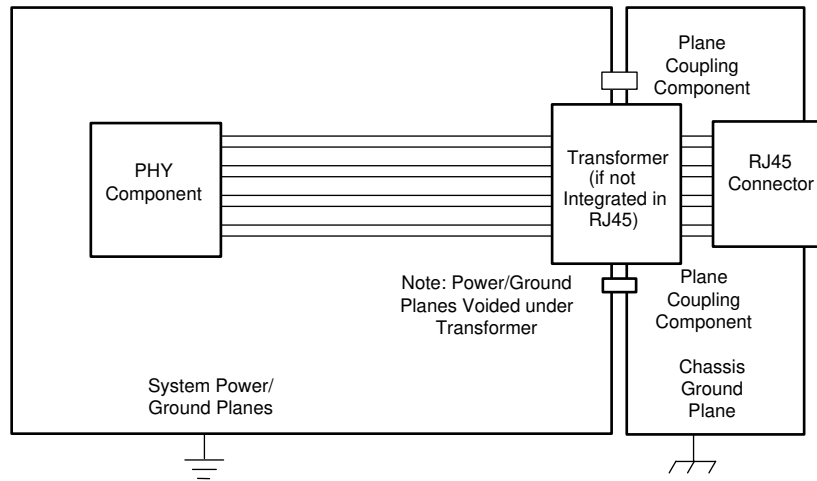 Plane
Coupling
Component
PHY
Component
Transformer
(if not
Integrated in
RJ45)
RJ45
Connector
Note: Power/Ground
Planes Voided under
Transformer
Plane
Coupling
Component
System Power/
Ground Planes
Chassis
Ground
Plane